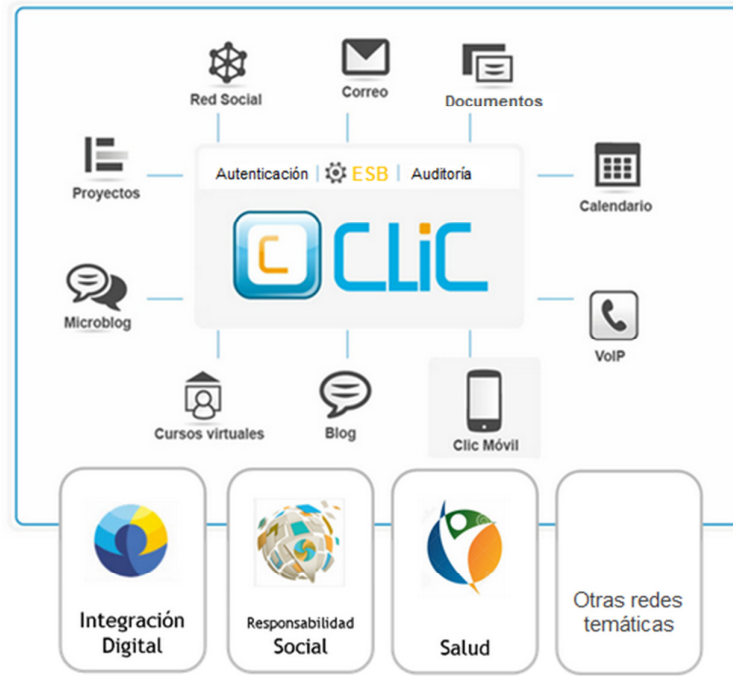 Red Social
Correo
Documentos
Proyectos
Autenticación | ESB | Auditoría
Calendario
C CLiC
Microblog
VoIP
Cursos virtuales
Blog
Clic Móvil
Integración
Digital
Responsabilidad
Social
Salud
Otras redes
temáticas